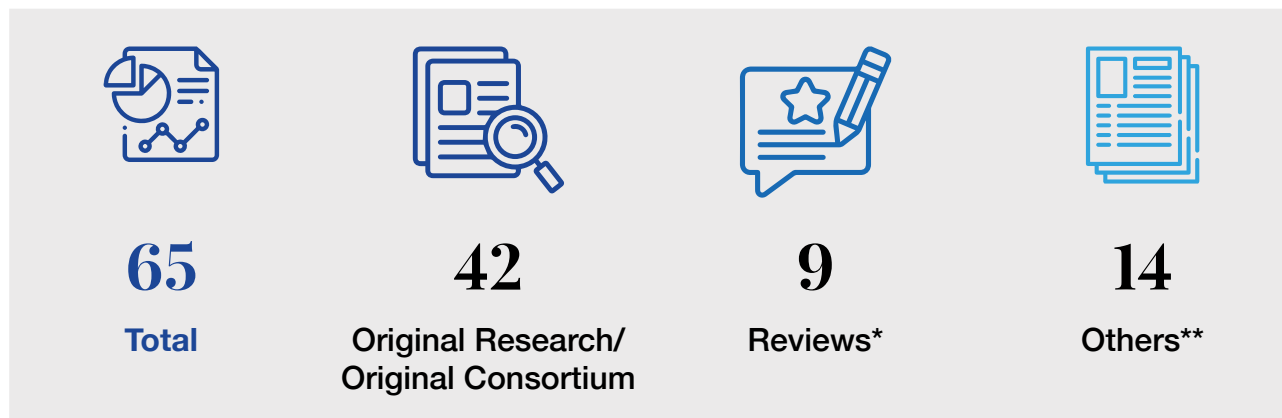 65
Total
42
Original Research/
Original Consortium
9
Reviews*
14
Others**